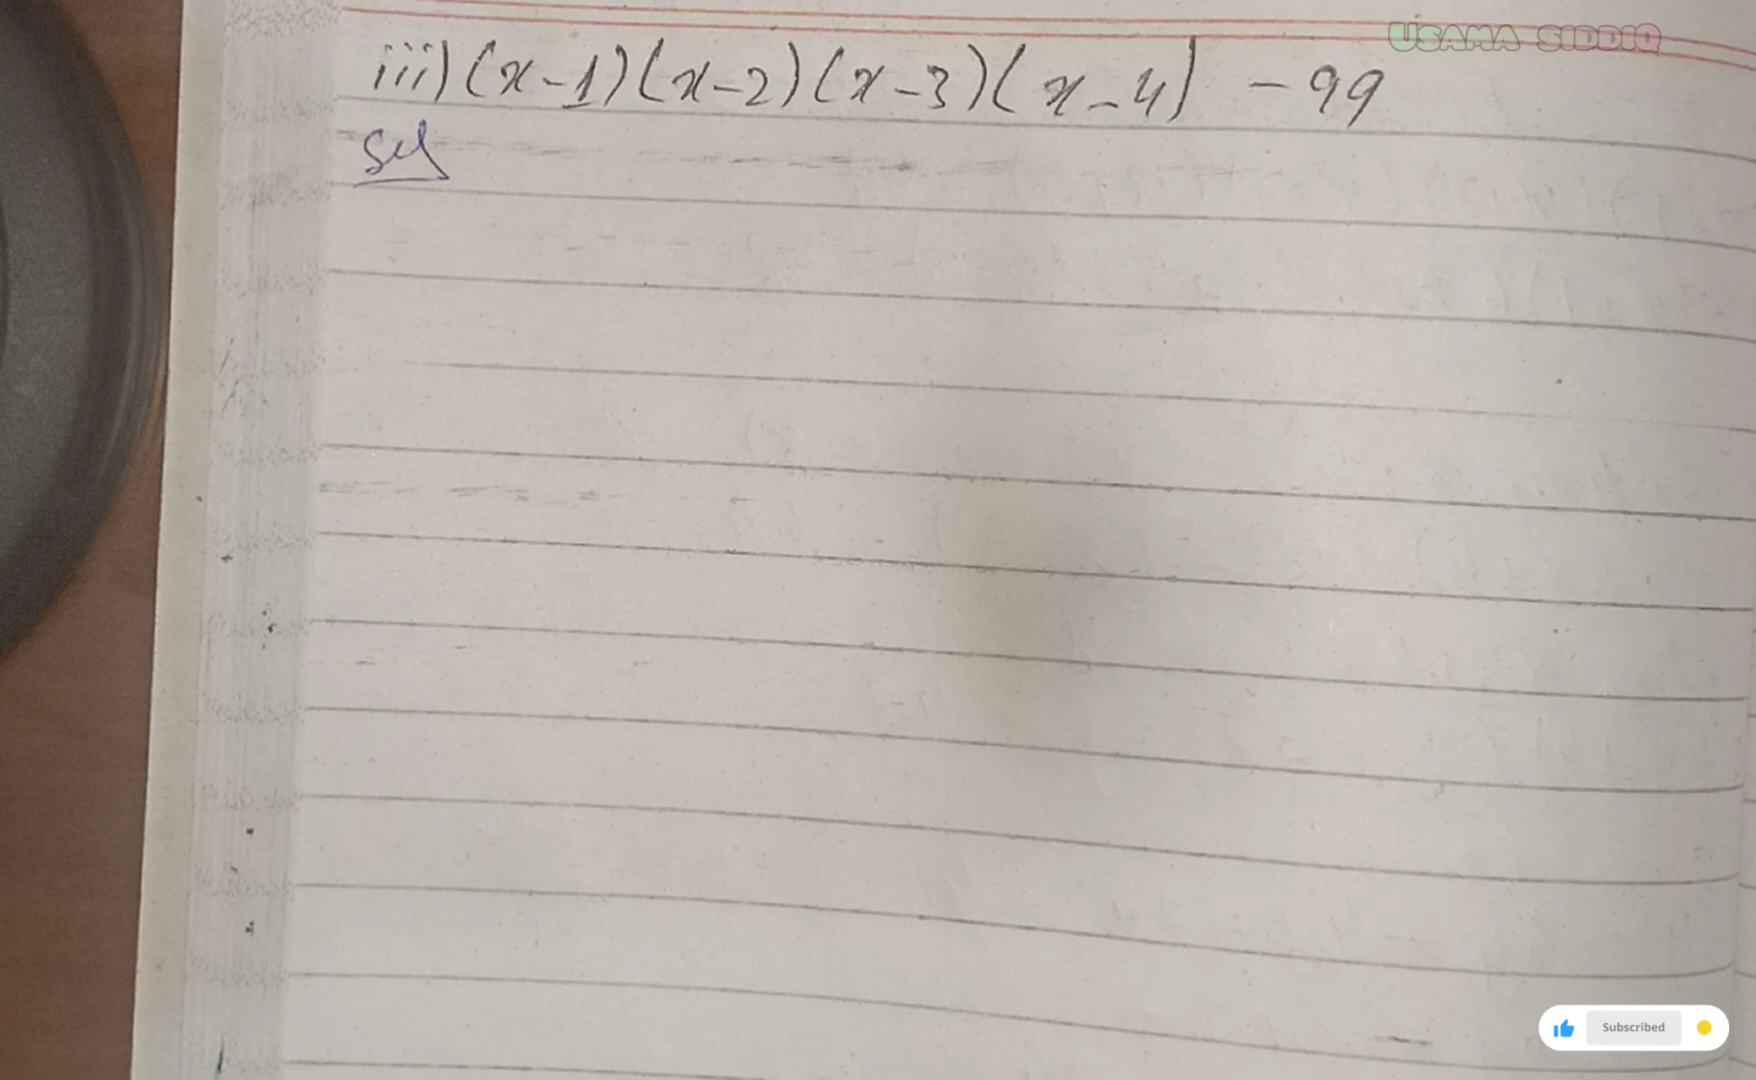 USAMA SIDDIQ
iii) (x-1)(x-2)(x-3)(x-4) - 99
Sol
Subscribed